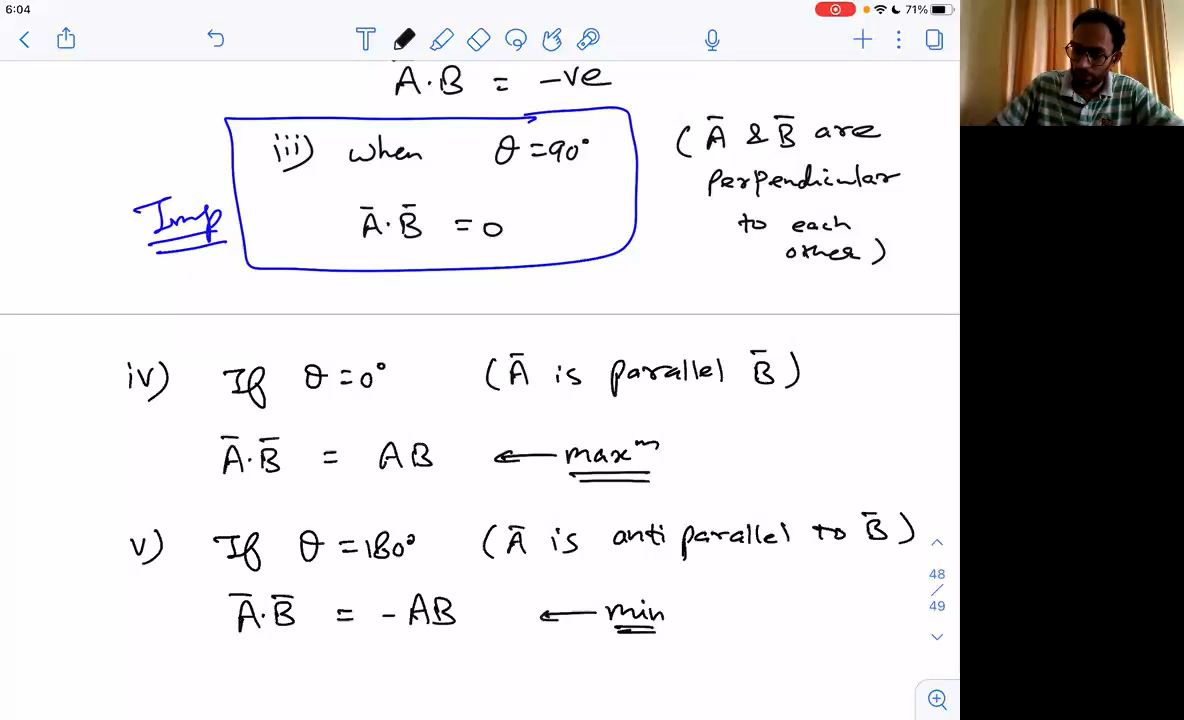 6:04
71%
Ā·B = -ve
iii) when θ = 90°
Ā·B̄ = 0
Imp
(Ā & B̄ are
perpendicular
to each
other)
iv) If θ = 0° (Ā is parallel B̄)
Ā·B̄ = AB ← maxᵐ
v) If θ = 180° (Ā is anti parallel to B̄)
Ā·B̄ = - AB ← min
48
/
49